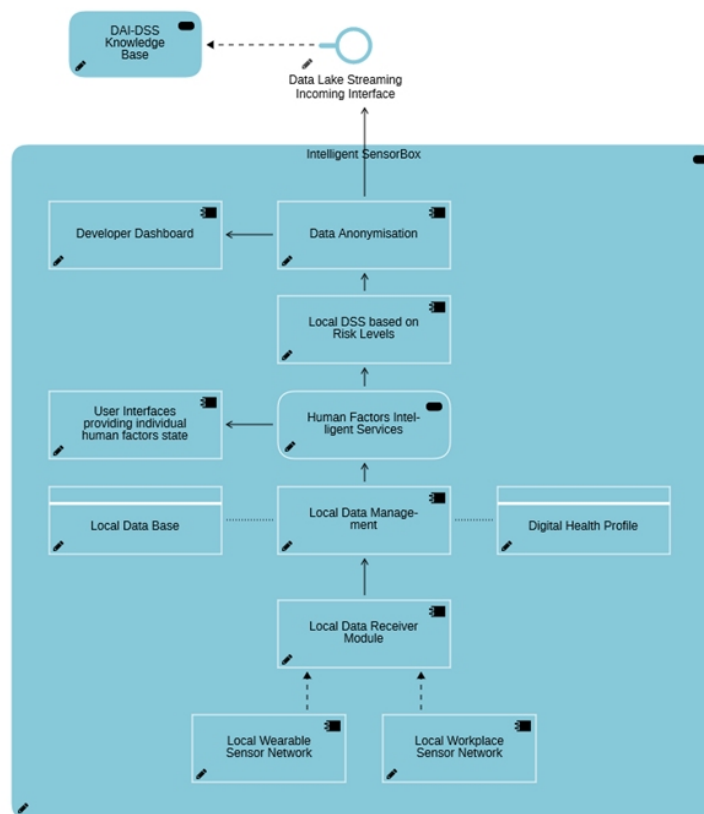 DAI-DSS
Knowledge
Base
Data Lake Streaming
Incoming Interface
Intelligent SensorBox
Developer Dashboard
Data Anonymisation
Local DSS based on
Risk Levels
User Interfaces
providing individual
human factors state
Human Factors Intel-
ligent Services
Local Data Base
Local Data Manage-
ment
Digital Health Profile
Local Data Receiver
Module
Local Wearable
Sensor Network
Local Workplace
Sensor Network